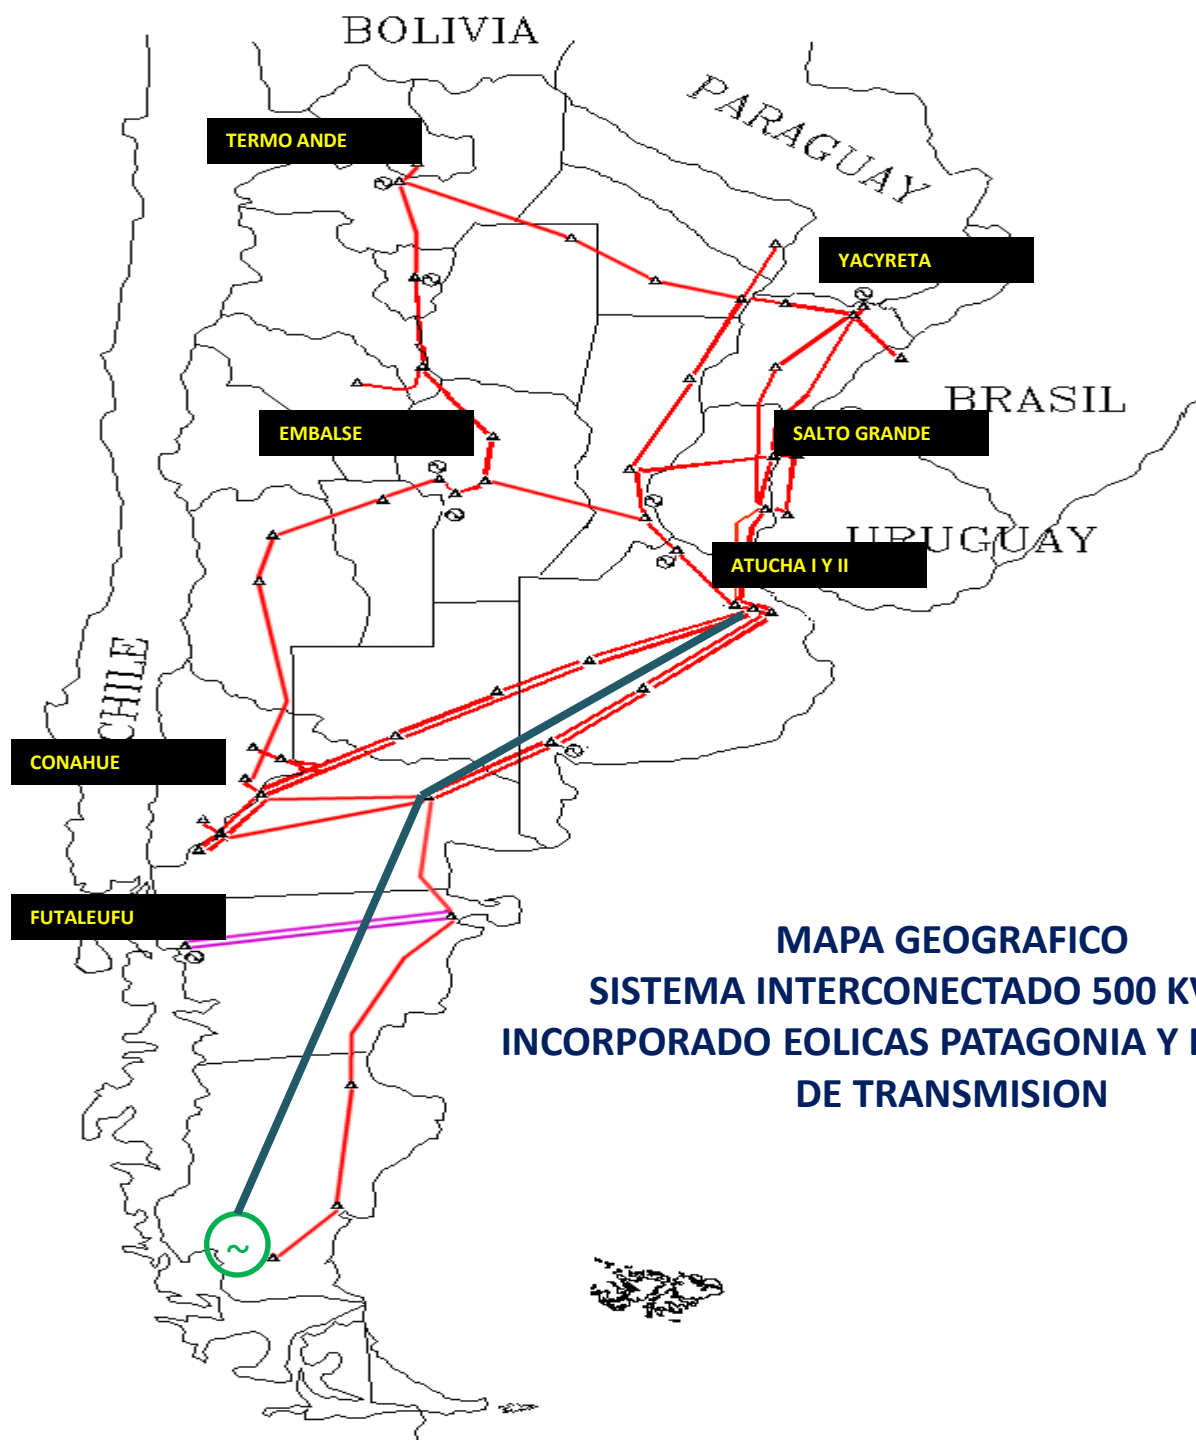 BOLIVIA
PARAGUAY
TERMO ANDE
YACYRETA
BRASIL
EMBALSE
SALTO GRANDE
URUGUAY
ATUCHA I Y II
CHILE
CONAHUE
FUTALEUFU
MAPA GEOGRAFICO
SISTEMA INTERCONECTADO 500 KV
INCORPORADO EOLICAS PATAGONIA Y
DE TRANSMISION
~